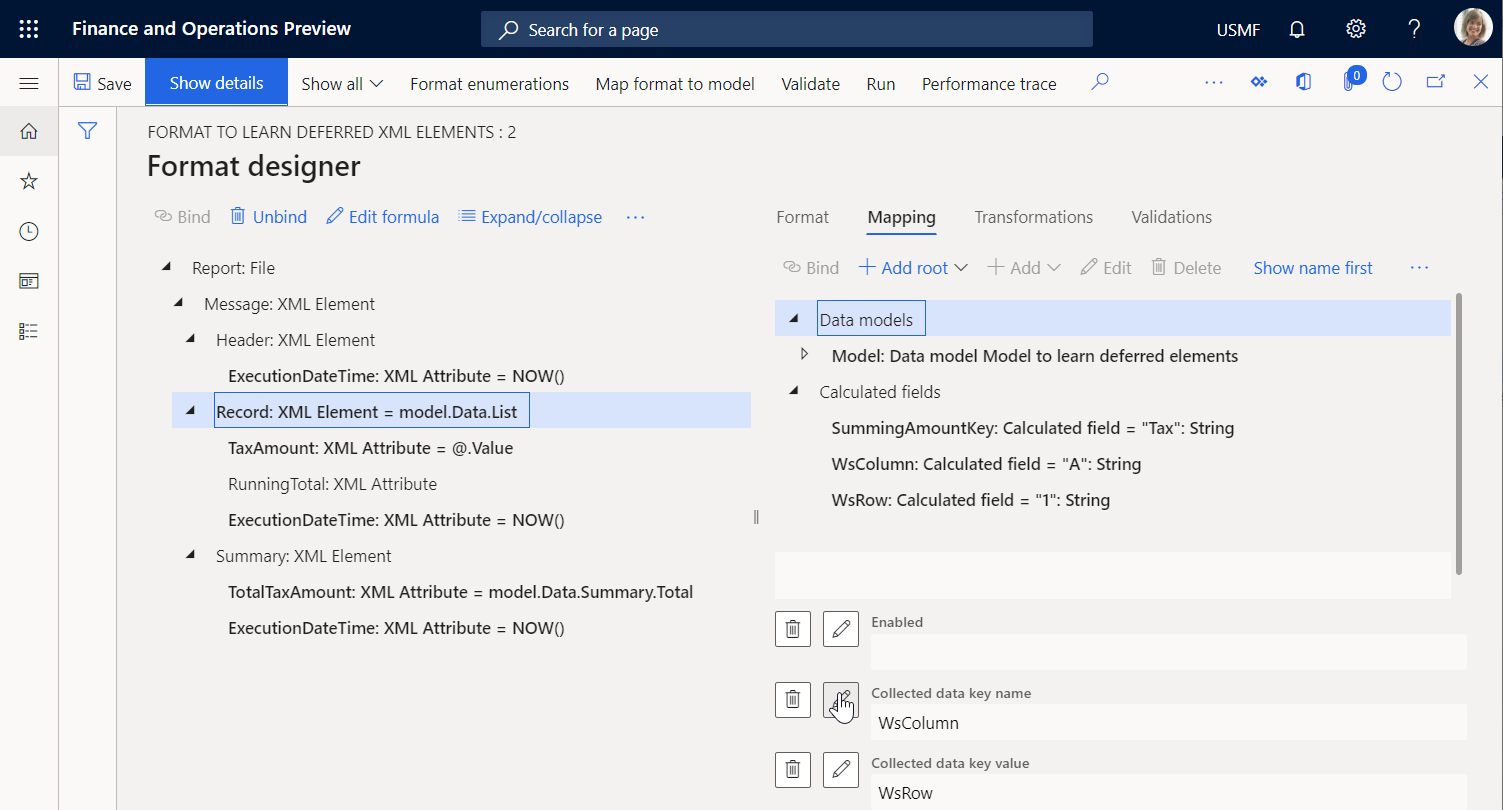 Finance and Operations Preview
Search for a page
USMF
Save
Show details
Show all
Format enumerations
Map format to model
Validate
Run
Performance trace
0
FORMAT TO LEARN DEFERRED XML ELEMENTS : 2
Format designer
Bind
Unbind
Edit formula
Expand/collapse
Report: File
Message: XML Element
Header: XML Element
ExecutionDateTime: XML Attribute = NOW()
Record: XML Element = model.Data.List
TaxAmount: XML Attribute = @.Value
RunningTotal: XML Attribute
ExecutionDateTime: XML Attribute = NOW()
Summary: XML Element
TotalTaxAmount: XML Attribute = model.Data.Summary.Total
ExecutionDateTime: XML Attribute = NOW()
Format
Mapping
Transformations
Validations
Bind
Add root
Add
Edit
Delete
Show name first
Data models
Model: Data model Model to learn deferred elements
Calculated fields
SummingAmountKey: Calculated field = "Tax": String
WsColumn: Calculated field = "A": String
WsRow: Calculated field = "1": String
Enabled
Collected data key name
WsColumn
Collected data key value
WsRow